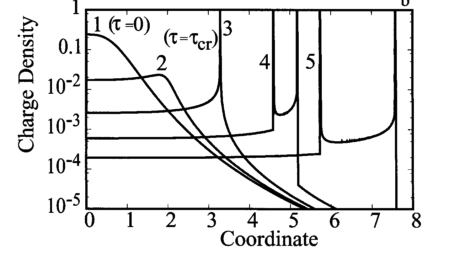 b
1
1 (τ=0)
(τ=τcr)
3
0.1
2
4
5
10-2
10-3
10-4
10-5
Charge Density
0 1 2 3 4 5 6 7 8
Coordinate